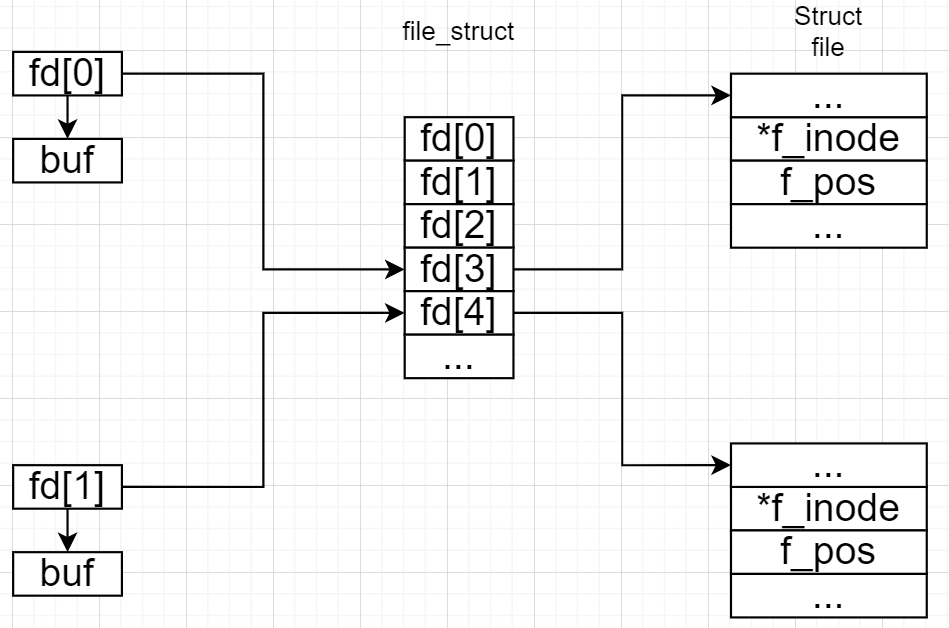 file_struct
Struct
file
fd[0]
buf
fd[0]
fd[1]
fd[2]
fd[3]
fd[4]
...
...
*f_inode
f_pos
...
fd[1]
buf
...
*f_inode
f_pos
...